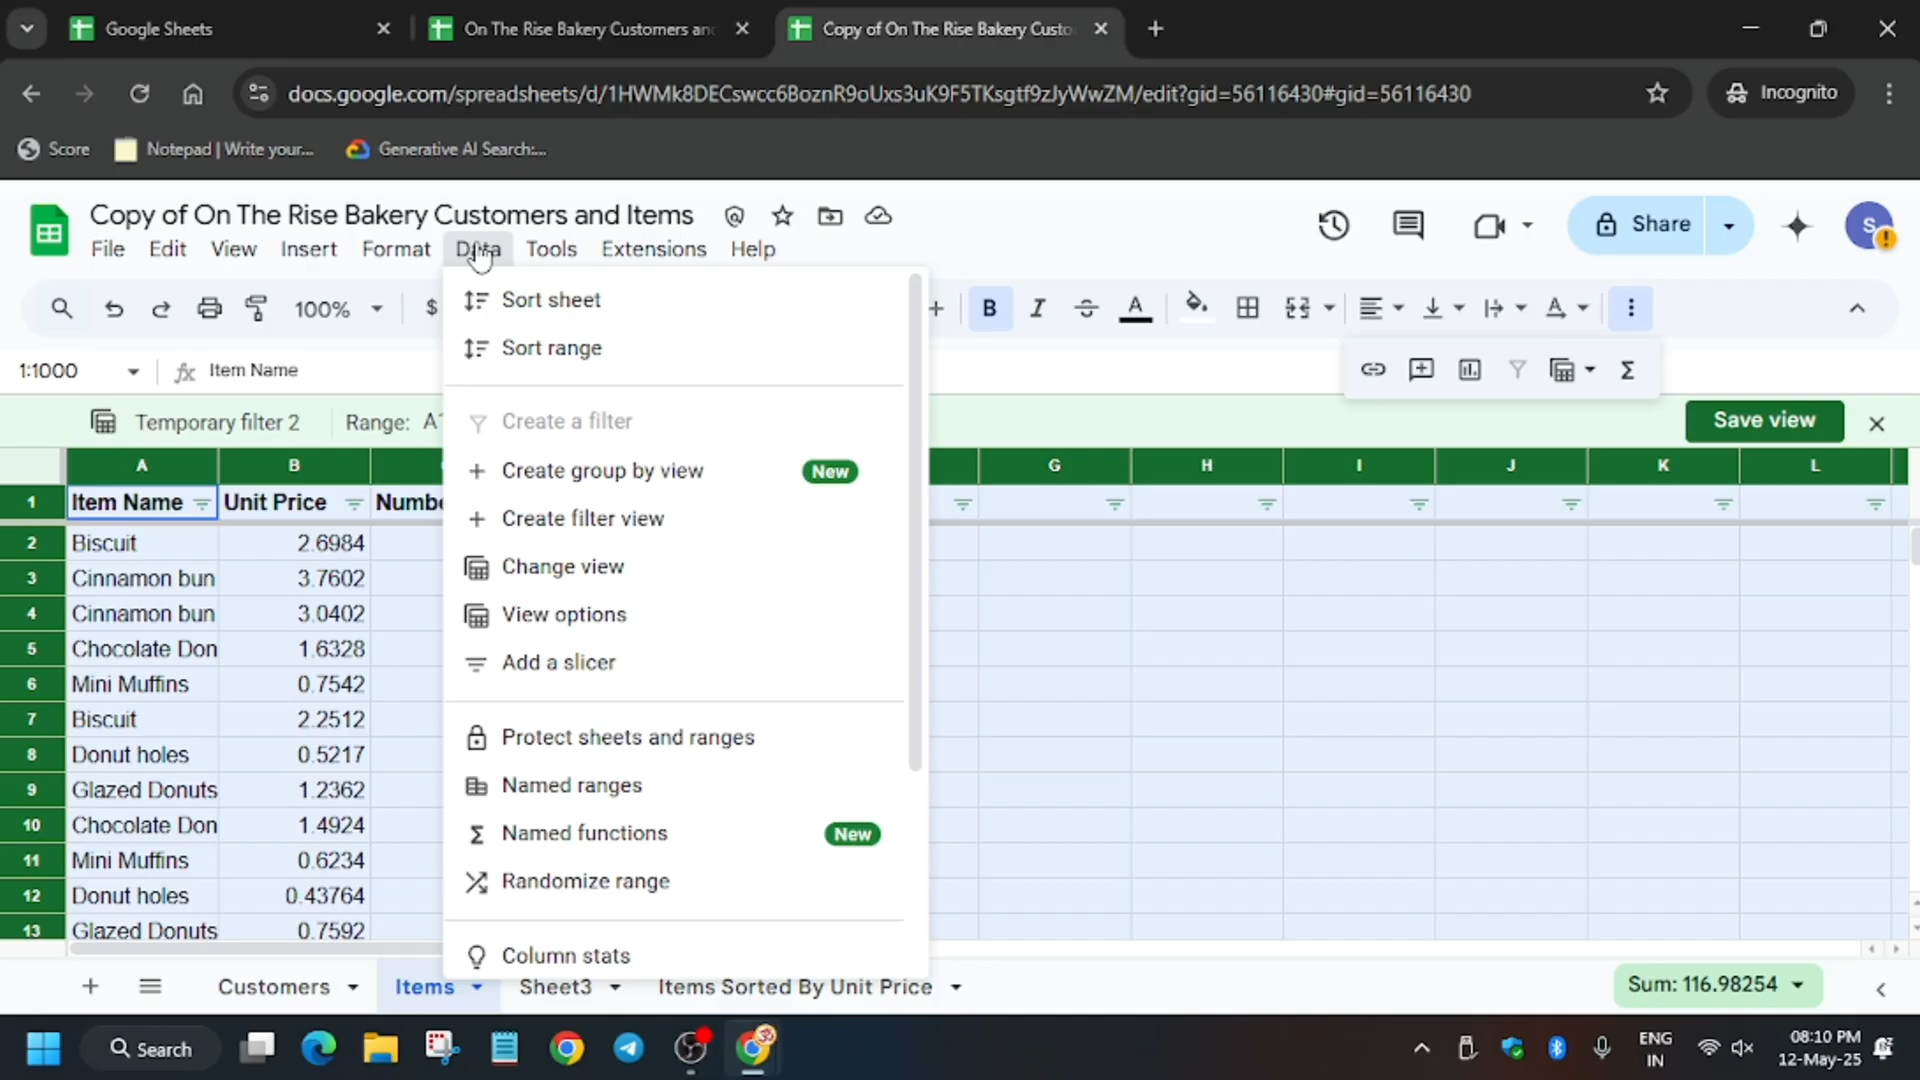 Google Sheets
On The Rise Bakery Customers and
Copy of On The Rise Bakery Custo
docs.google.com/spreadsheets/d/1HWMk8DECswcc6BoznR9oUxs3uK9F5TKsgtf9zJyWwZM/edit?gid=56116430#gid=56116430
Incognito
Score
Notepad | Write your...
Generative AI Search:...
Copy of On The Rise Bakery Customers and Items
File Edit View Insert Format Data Tools Extensions Help
Share
S
100% $
B I A
1:1000 fx Item Name
Temporary filter 2 Range: A1
Save view
A B G H I J K L
1 Item Name Unit Price Numbe
2 Biscuit 2.6984
3 Cinnamon bun 3.7602
4 Cinnamon bun 3.0402
5 Chocolate Don 1.6328
6 Mini Muffins 0.7542
7 Biscuit 2.2512
8 Donut holes 0.5217
9 Glazed Donuts 1.2362
10 Chocolate Don 1.4924
11 Mini Muffins 0.6234
12 Donut holes 0.43764
13 Glazed Donuts 0.7592
Sort sheet
Sort range
Create a filter
Create group by view New
Create filter view
Change view
View options
Add a slicer
Protect sheets and ranges
Named ranges
Named functions New
Randomize range
Column stats
Customers Items Sheet3 Items Sorted By Unit Price
Sum: 116.98254
Search
ENG
IN
08:10 PM
12-May-25